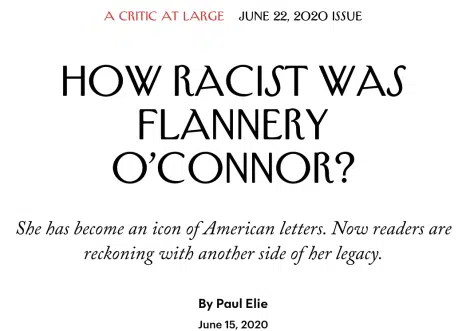 A CRITIC AT LARGE JUNE 22, 2020 ISSUE
HOW RACIST WAS
FLANNERY
O’CONNOR?
She has become an icon of American letters. Now readers are
reckoning with another side of her legacy.
By Paul Elie
June 15, 2020